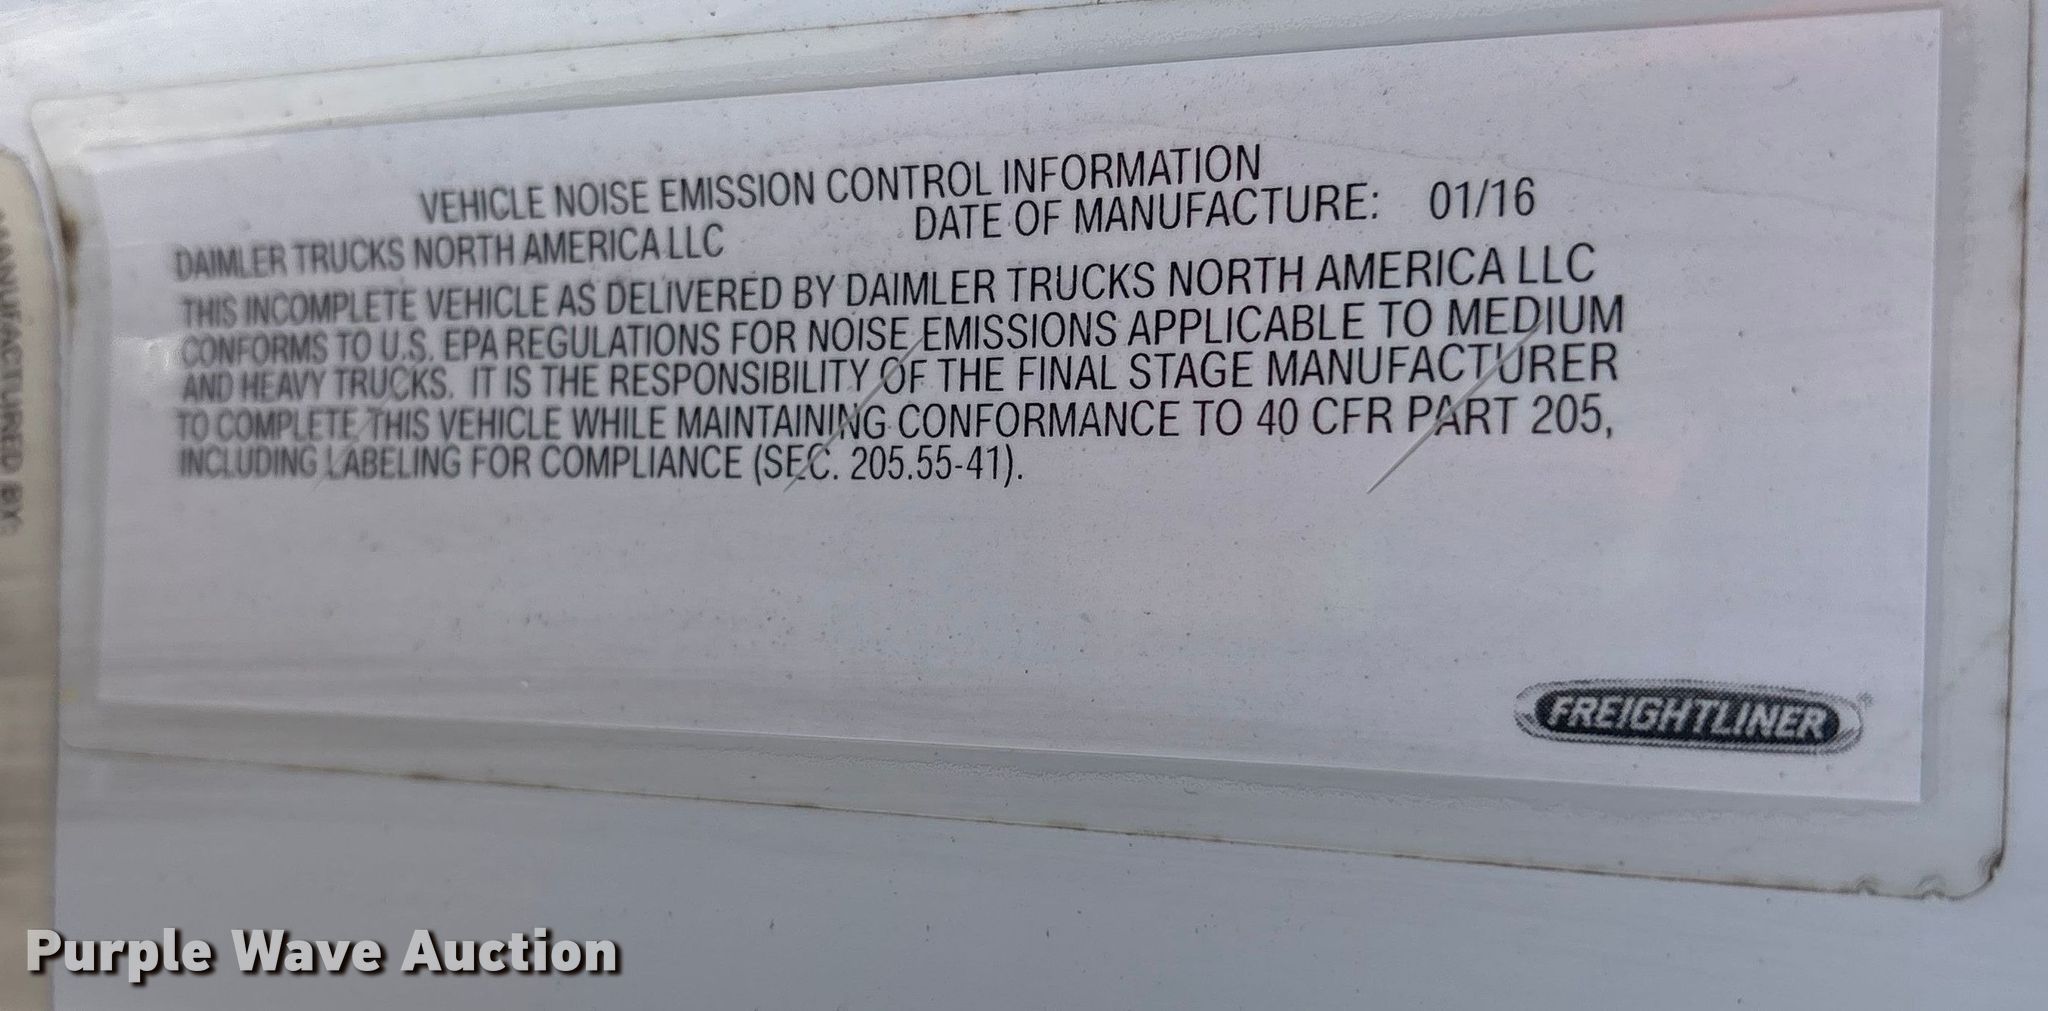 VEHICLE NOISE EMISSION CONTROL INFORMATION
DAIMLER TRUCKS NORTH AMERICA LLC DATE OF MANUFACTURE: 01/16
THIS INCOMPLETE VEHICLE AS DELIVERED BY DAIMLER TRUCKS NORTH AMERICA LLC
CONFORMS TO U.S. EPA REGULATIONS FOR NOISE EMISSIONS APPLICABLE TO MEDIUM
AND HEAVY TRUCKS. IT IS THE RESPONSIBILITY OF THE FINAL STAGE MANUFACTURER
TO COMPLETE THIS VEHICLE WHILE MAINTAINING CONFORMANCE TO 40 CFR PART 205,
INCLUDING LABELING FOR COMPLIANCE (SEC. 205.55-41).
FREIGHTLINER®
MANUFACTURED BY:
Purple Wave Auction